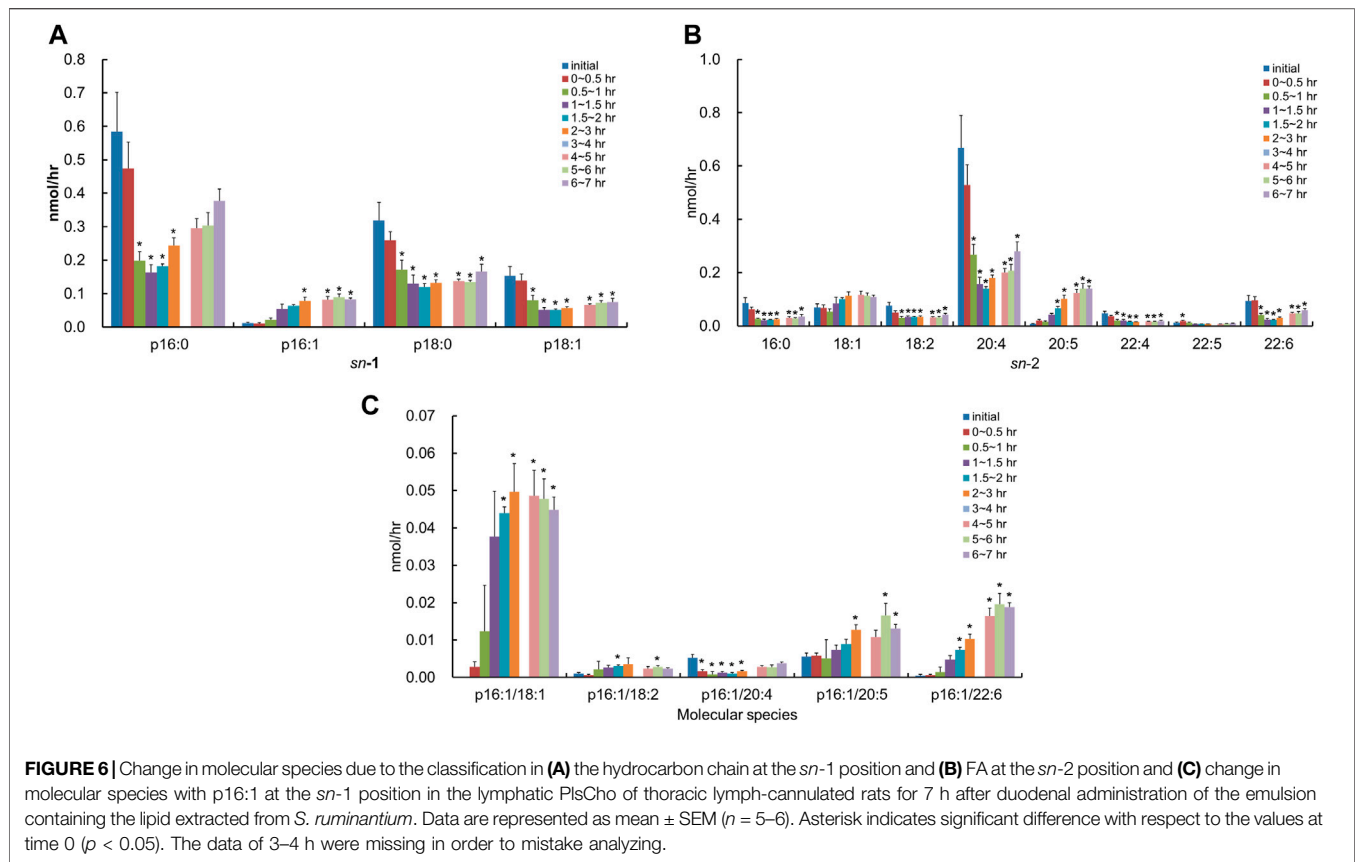 A
0.8
0.7
0.6
0.5
0.4
0.3
0.2
0.1
0.0
nmol/hr
initial
0~0.5 hr
0.5~1 hr
1~1.5 hr
1.5~2 hr
2~3 hr
3~4 hr
4~5 hr
5~6 hr
6~7 hr
p16:0 p16:1 p18:0 p18:1
sn-1
B
1.0
0.8
0.6
0.4
0.2
0.0
nmol/hr
initial
0~0.5 hr
0.5~1 hr
1~1.5 hr
1.5~2 hr
2~3 hr
3~4 hr
4~5 hr
5~6 hr
6~7 hr
16:0 18:1 18:2 20:4 20:5 22:4 22:5 22:6
sn-2
C
0.07
0.06
0.05
0.04
0.03
0.02
0.01
0.00
nmol/hr
initial
0~0.5 hr
0.5~1 hr
1~1.5 hr
1.5~2 hr
2~3 hr
3~4 hr
4~5 hr
5~6 hr
6~7 hr
p16:1/18:1 p16:1/18:2 p16:1/20:4 p16:1/20:5 p16:1/22:6
Molecular species
FIGURE 6 | Change in molecular species due to the classification in (A) the hydrocarbon chain at the sn-1 position and (B) FA at the sn-2 position and (C) change in
molecular species with p16:1 at the sn-1 position in the lymphatic PlsCho of thoracic lymph-cannulated rats for 7 h after duodenal administration of the emulsion
containing the lipid extracted from S. ruminantium. Data are represented as mean ± SEM (n = 5–6). Asterisk indicates significant difference with respect to the values at
time 0 (p < 0.05). The data of 3–4 h were missing in order to mistake analyzing.